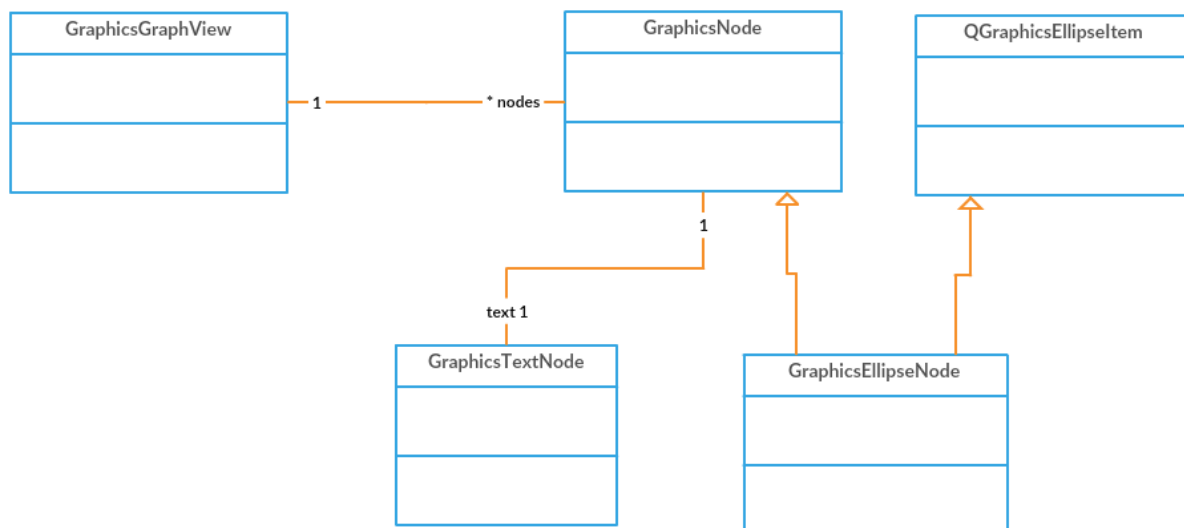 GraphicsGraphView
GraphicsNode
QGraphicsEllipseItem
1
* nodes
1
text 1
GraphicsTextNode
GraphicsEllipseNode